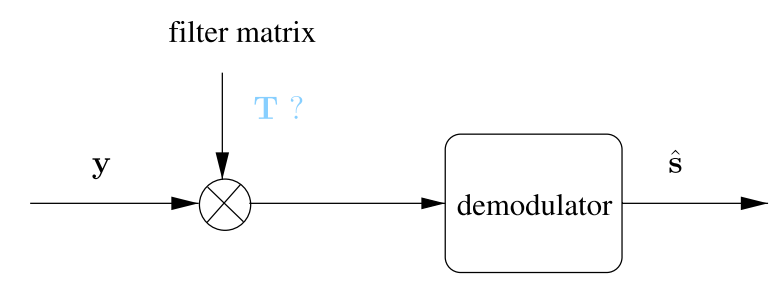 filter matrix
T ?
y
ŝ
demodulator